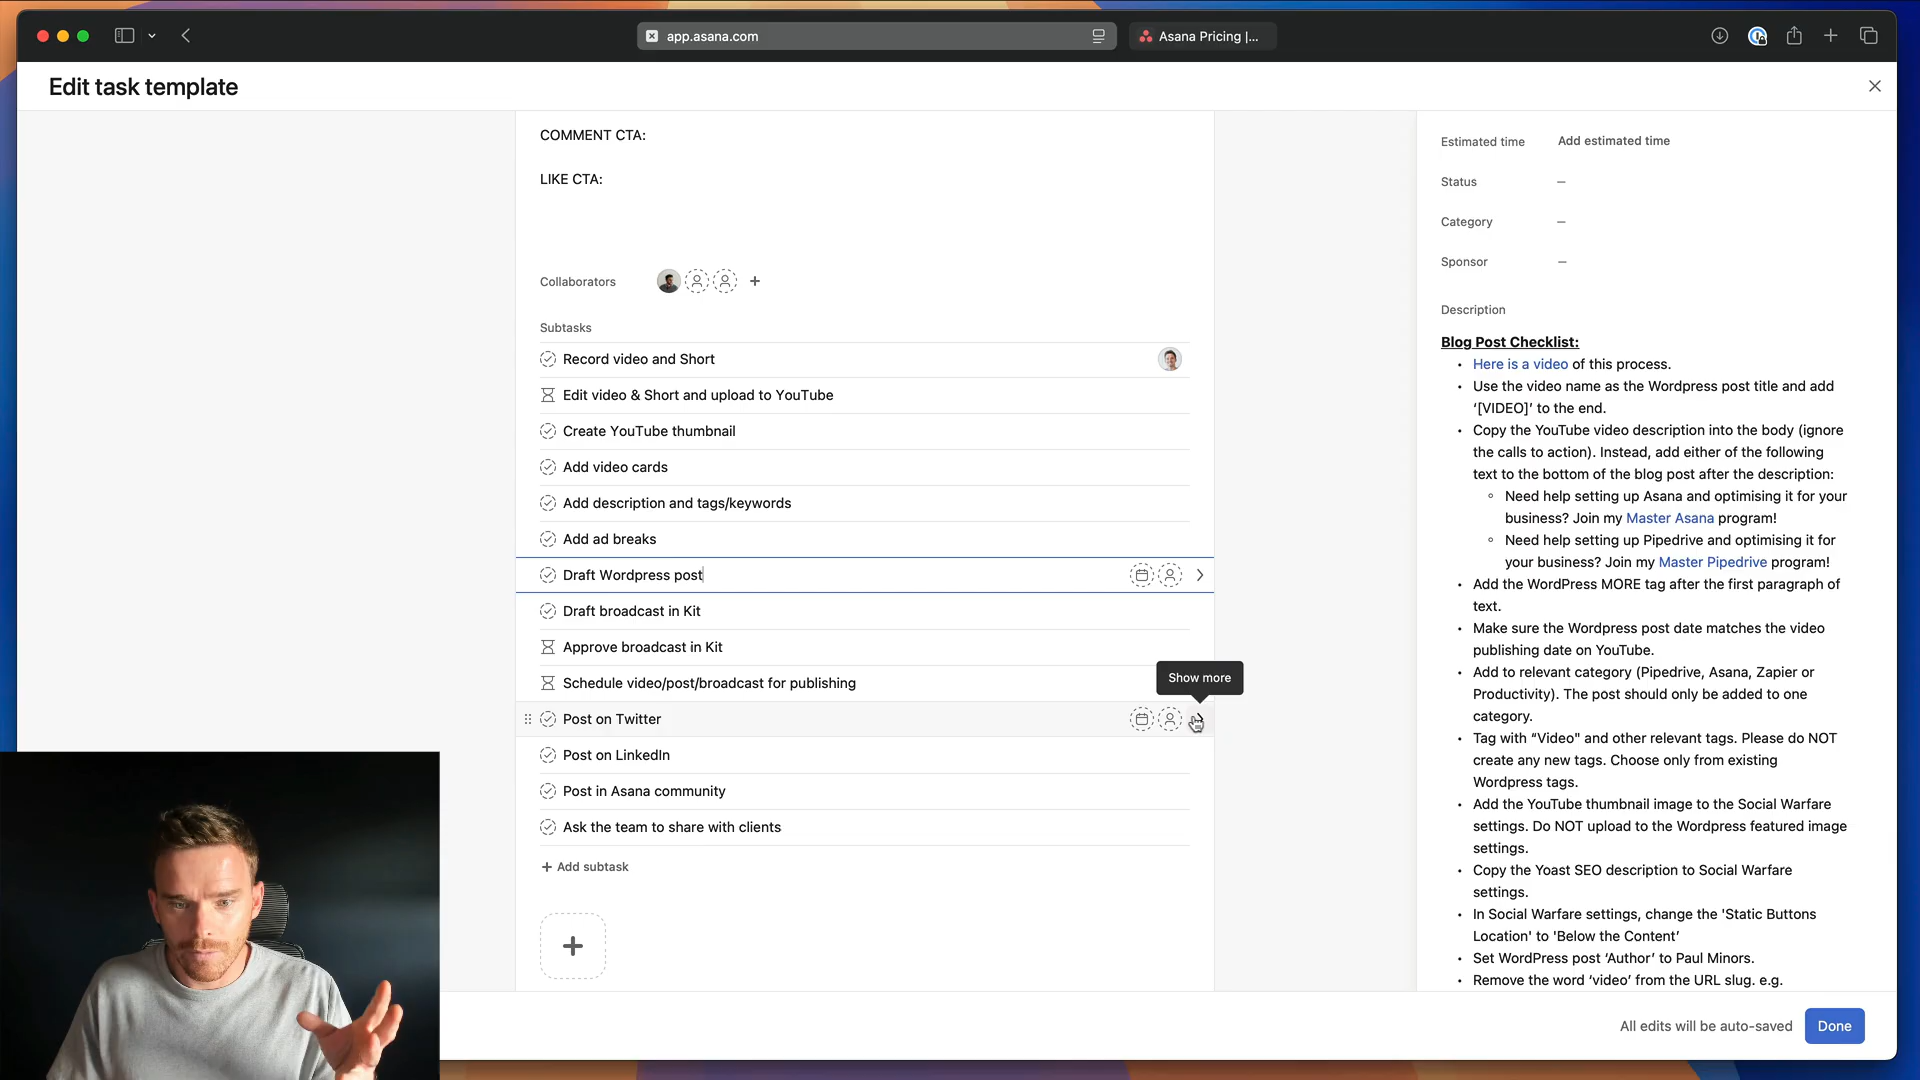 app.asana.com
Asana Pricing |...
Edit task template
COMMENT CTA:
LIKE CTA:
Collaborators
Subtasks
Record video and Short
Edit video & Short and upload to YouTube
Create YouTube thumbnail
Add video cards
Add description and tags/keywords
Add ad breaks
Draft Wordpress post
Draft broadcast in Kit
Approve broadcast in Kit
Schedule video/post/broadcast for publishing
Show more
Post on Twitter
Post on LinkedIn
Post in Asana community
Ask the team to share with clients
+ Add subtask
Estimated time Add estimated time
Status —
Category —
Sponsor —
Description
Blog Post Checklist:
• Here is a video of this process.
• Use the video name as the Wordpress post title and add
‘[VIDEO]’ to the end.
• Copy the YouTube video description into the body (ignore
the calls to action). Instead, add either of the following
text to the bottom of the blog post after the description:
◦ Need help setting up Asana and optimising it for your
business? Join my Master Asana program!
◦ Need help setting up Pipedrive and optimising it for
your business? Join my Master Pipedrive program!
• Add the WordPress MORE tag after the first paragraph of
text.
• Make sure the Wordpress post date matches the video
publishing date on YouTube.
• Add to relevant category (Pipedrive, Asana, Zapier or
Productivity). The post should only be added to one
category.
• Tag with “Video" and other relevant tags. Please do NOT
create any new tags. Choose only from existing
Wordpress tags.
• Add the YouTube thumbnail image to the Social Warfare
settings. Do NOT upload to the Wordpress featured image
settings.
• Copy the Yoast SEO description to Social Warfare
settings.
• In Social Warfare settings, change the 'Static Buttons
Location' to 'Below the Content’
• Set WordPress post ‘Author’ to Paul Minors.
• Remove the word ‘video’ from the URL slug. e.g.
All edits will be auto-saved
Done